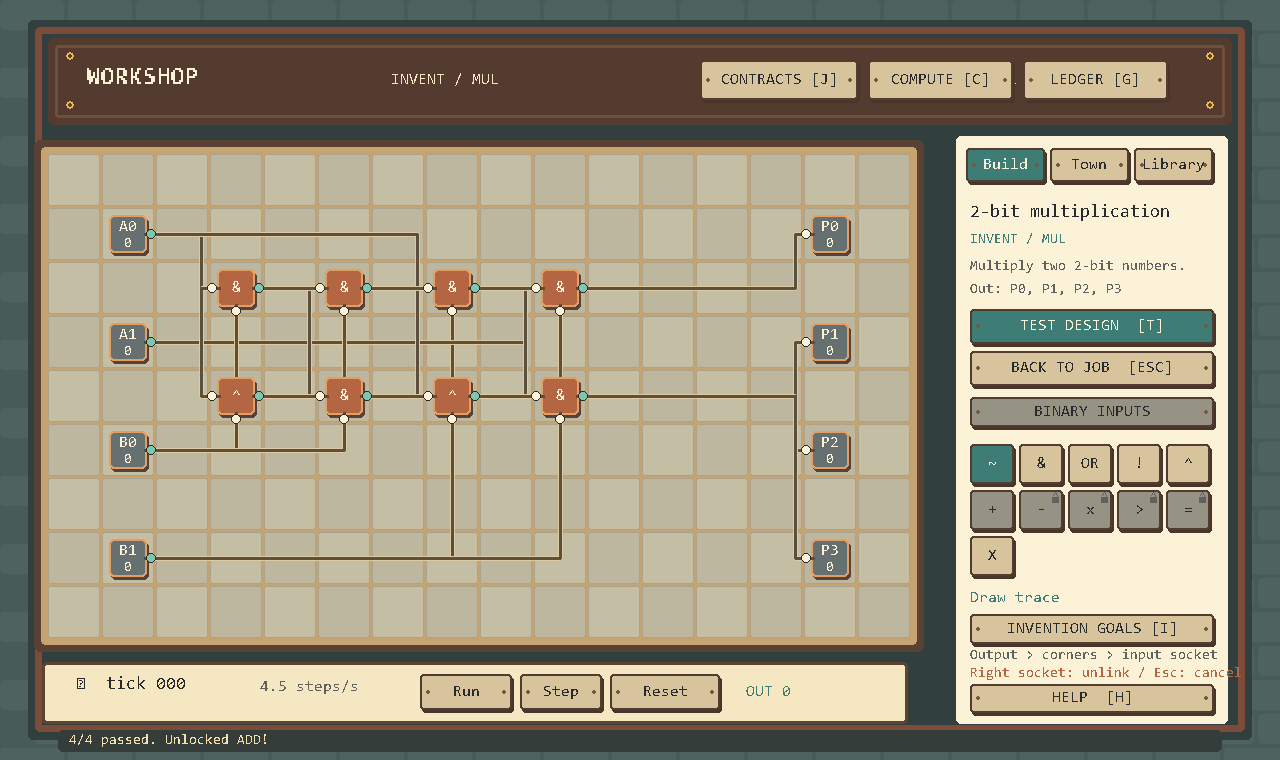 WORKSHOP
INVENT / MUL
CONTRACTS [J]
COMPUTE [C]
LEDGER [G]
Build
Town
Library
2-bit multiplication
INVENT / MUL
Multiply two 2-bit numbers.
Out: P0, P1, P2, P3
TEST DESIGN [T]
BACK TO JOB [ESC]
BINARY INPUTS
~ & OR ! ^
+ - x > =
X
Draw trace
INVENTION GOALS [I]
Output > corners > input socket
Right socket: unlink / Esc: cancel
HELP [H]
A0
0
P0
0
& & & &
A1
0
P1
0
^ & ^ &
B0
0
P2
0
B1
0
P3
0
tick 000
4.5 steps/s
Run
Step
Reset
OUT 0
4/4 passed. Unlocked ADD!